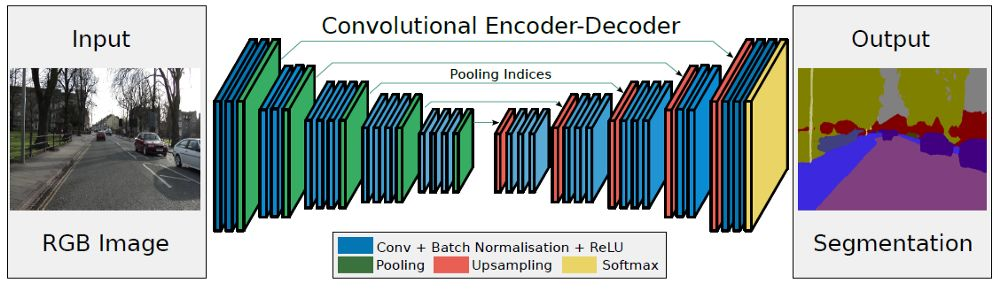 Input
RGB Image
Convolutional Encoder-Decoder
Pooling Indices
Conv + Batch Normalisation + ReLU
Pooling Upsampling Softmax
Output
Segmentation